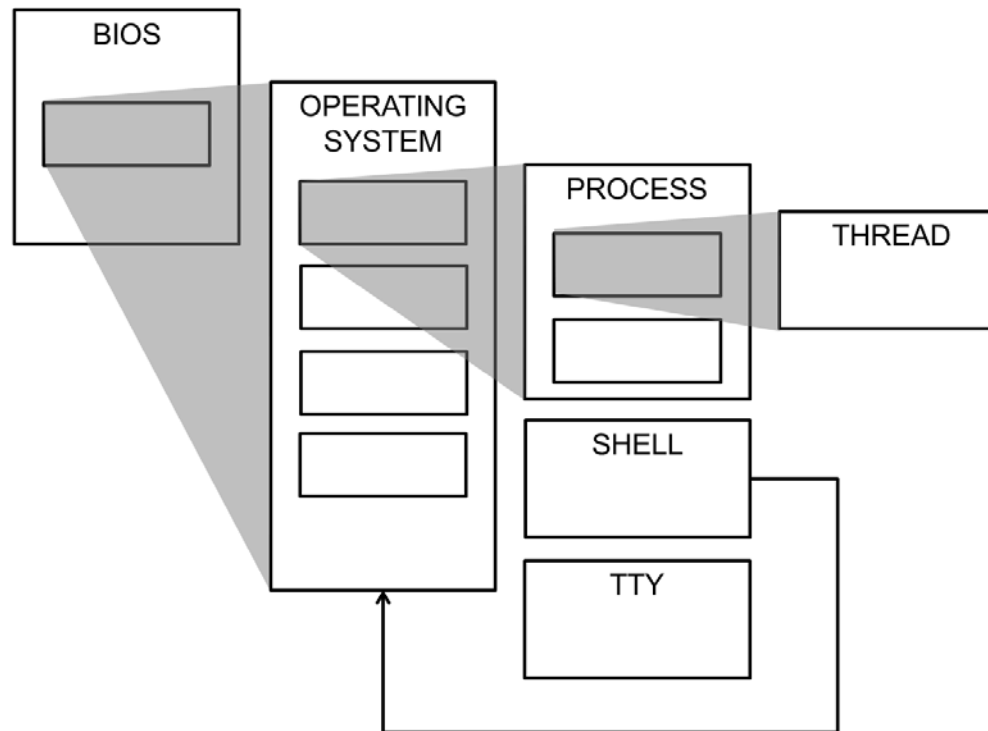 BIOS
OPERATING
SYSTEM
PROCESS
THREAD
SHELL
TTY